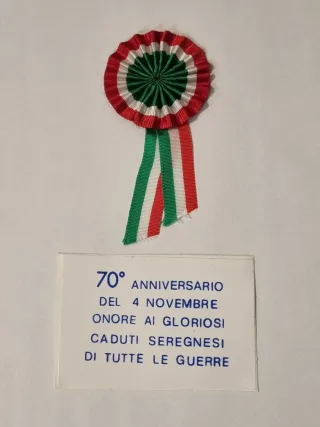 70° ANNIVERSARIO
DEL 4 NOVEMBRE
ONORE AI GLORIOSI
CADUTI SEREGNESI
DI TUTTE LE GUERRE